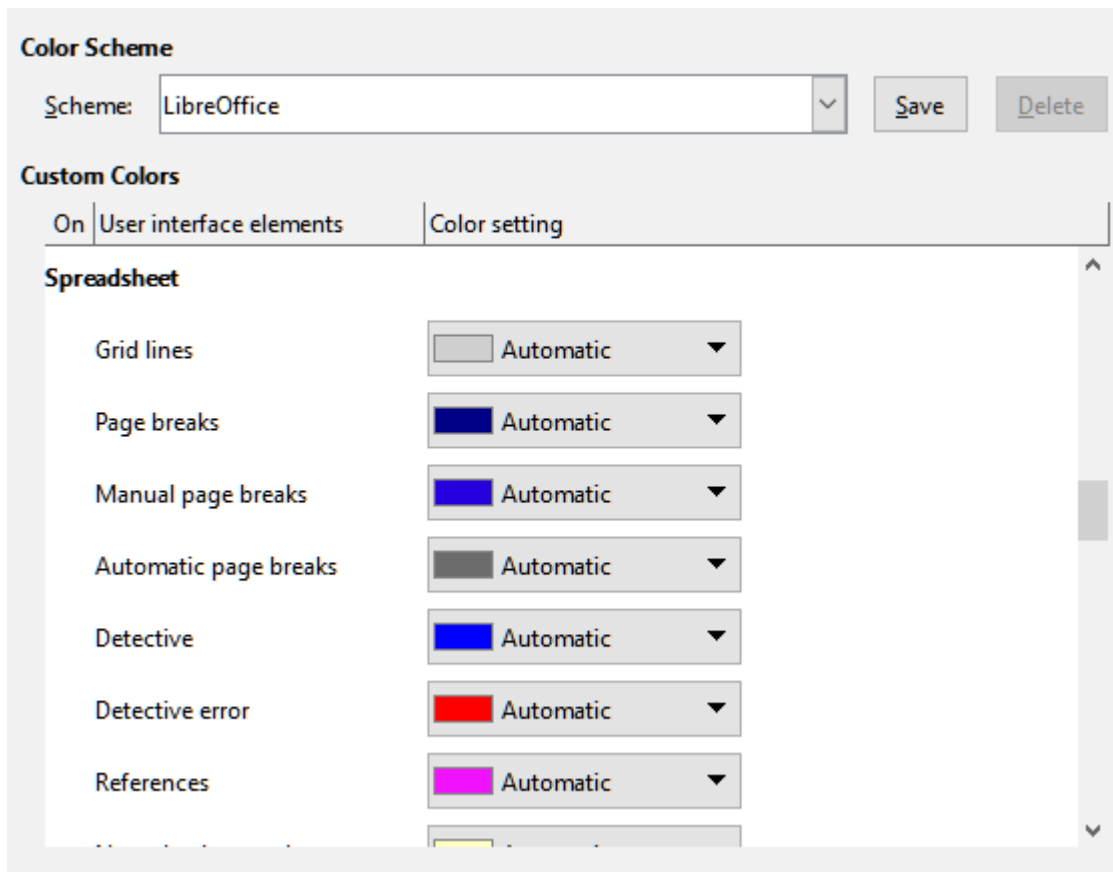 Color Scheme
Scheme: LibreOffice Save Delete
Custom Colors
On User interface elements Color setting
Spreadsheet
Grid lines Automatic
Page breaks Automatic
Manual page breaks Automatic
Automatic page breaks Automatic
Detective Automatic
Detective error Automatic
References Automatic